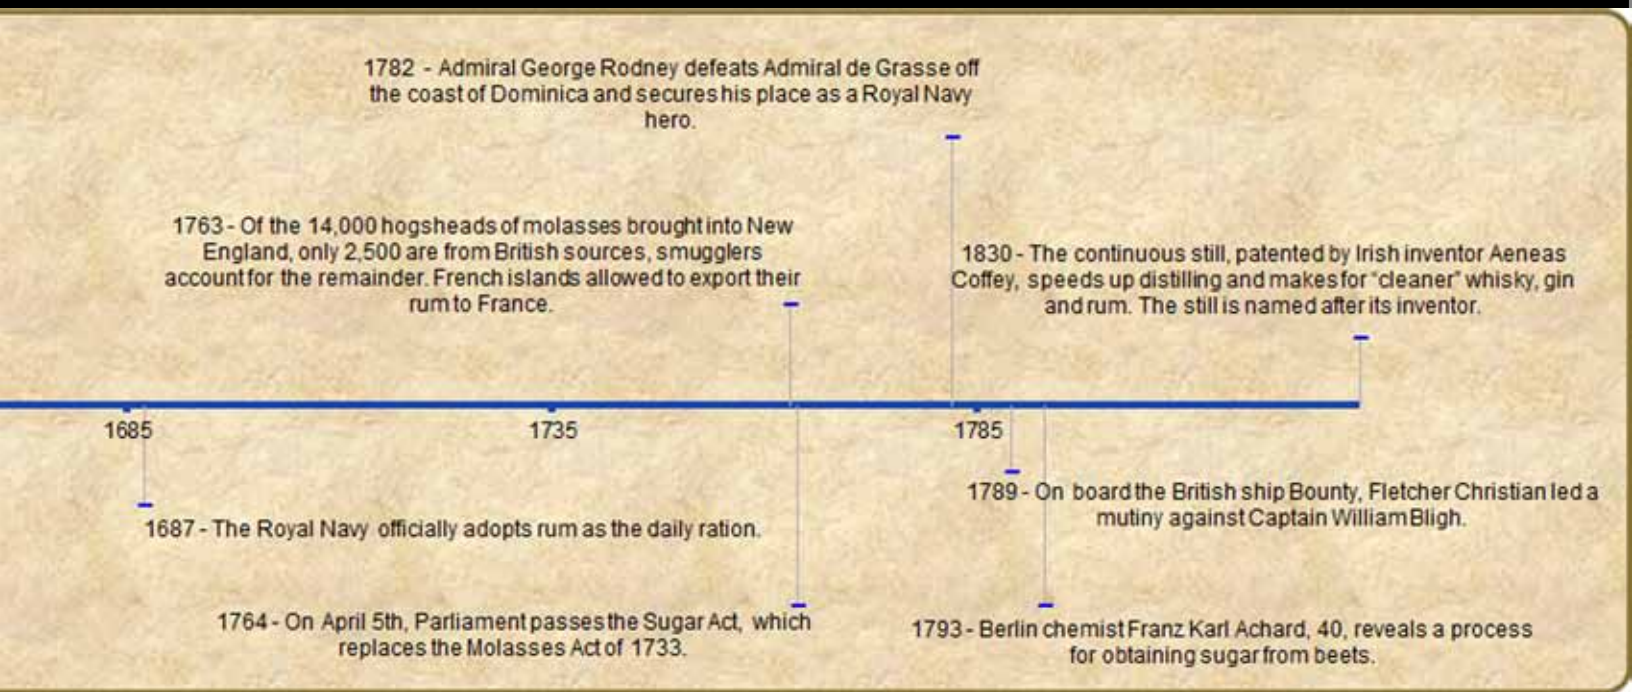 1782 - Admiral George Rodney defeats Admiral de Grasse off
the coast of Dominica and secures his place as a Royal Navy
hero.
1763 - Of the 14,000 hogsheads of molasses brought into New
England, only 2,500 are from British sources, smugglers
account for the remainder. French islands allowed to export their
rum to France.
1830 - The continuous still, patented by Irish inventor Aeneas
Coffey, speeds up distilling and makes for "cleaner" whisky, gin
and rum. The still is named after its inventor.
1685
1735
1785
1789 - On board the British ship Bounty, Fletcher Christian led a
mutiny against Captain William Bligh.
1687 - The Royal Navy officially adopts rum as the daily ration.
1764 - On April 5th, Parliament passes the Sugar Act, which
replaces the Molasses Act of 1733.
1793 - Berlin chemist Franz Karl Achard, 40, reveals a process
for obtaining sugar from beets.